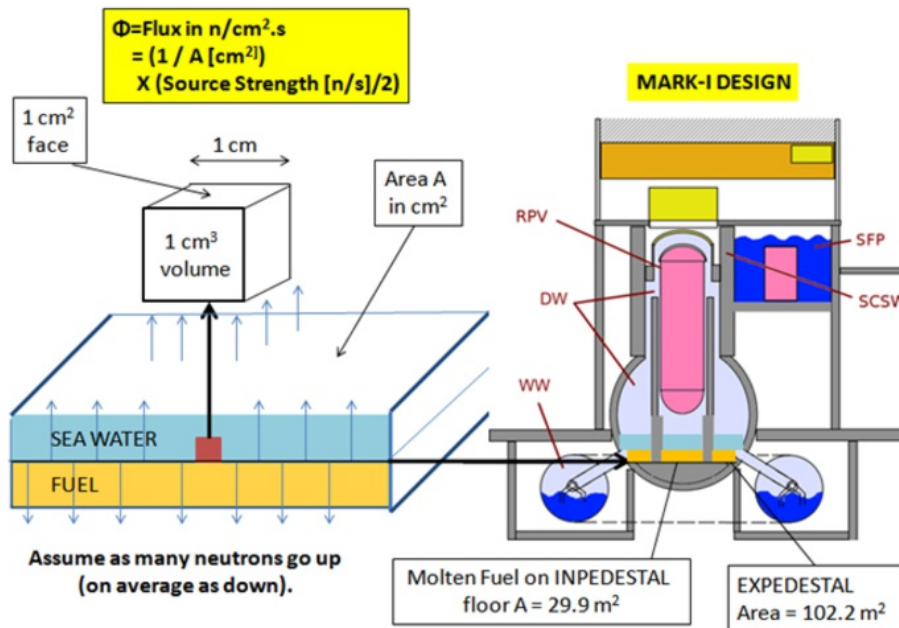 Φ=Flux in n/cm².s
= (1 / A [cm²])
X (Source Strength [n/s]/2)
1 cm²
face
1 cm
Area A
in cm²
1 cm³
volume
SEA WATER
FUEL
Assume as many neutrons go up
(on average as down).
MARK-I DESIGN
RPV
SFP
DW
SCSW
WW
Molten Fuel on INPEDESTAL
floor A = 29.9 m²
EXPEDESTAL
Area = 102.2 m²